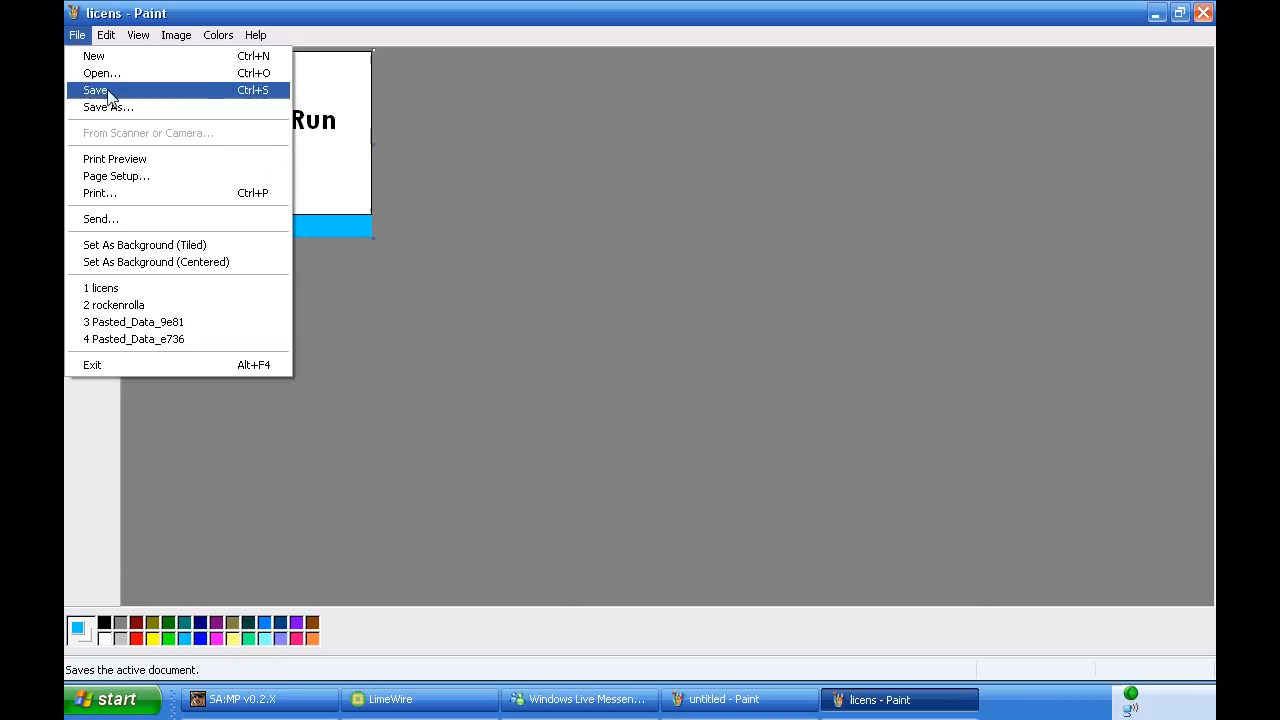 licens - Paint
File Edit View Image Colors Help
New Ctrl+N
Open... Ctrl+O
Save Ctrl+S
Save As...
From Scanner or Camera...
Print Preview
Page Setup...
Print... Ctrl+P
Send...
Set As Background (Tiled)
Set As Background (Centered)
1 licens
2 rockenrolla
3 Pasted_Data_9e81
4 Pasted_Data_e736
Exit Alt+F4
Run
Saves the active document.
start SA:MP v0.2.X LimeWire Windows Live Messen... untitled - Paint licens - Paint